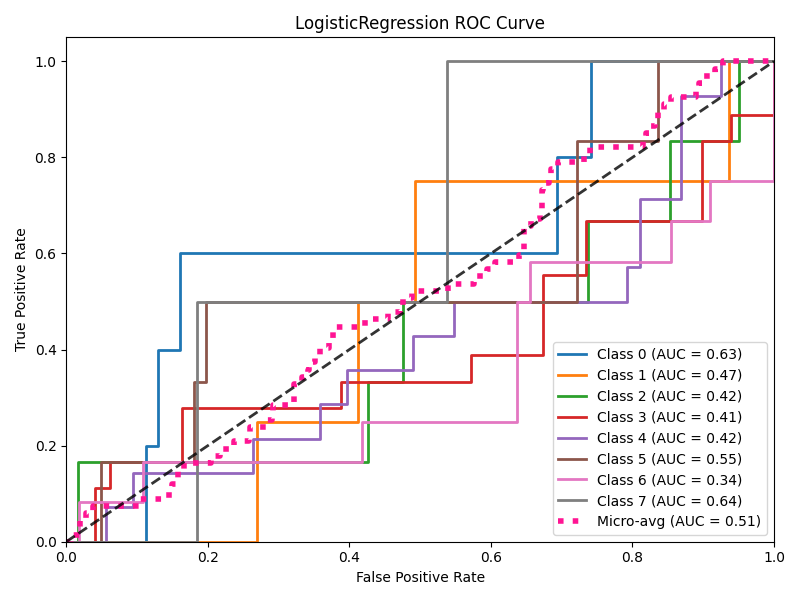 LogisticRegression ROC Curve
True Positive Rate
1.0
0.8
0.6
0.4
0.2
0.0
Class 0 (AUC = 0.63)
Class 1 (AUC = 0.47)
Class 2 (AUC = 0.42)
Class 3 (AUC = 0.41)
Class 4 (AUC = 0.42)
Class 5 (AUC = 0.55)
Class 6 (AUC = 0.34)
Class 7 (AUC = 0.64)
Micro-avg (AUC = 0.51)
0.0 0.2 0.4 0.6 0.8 1.0
False Positive Rate